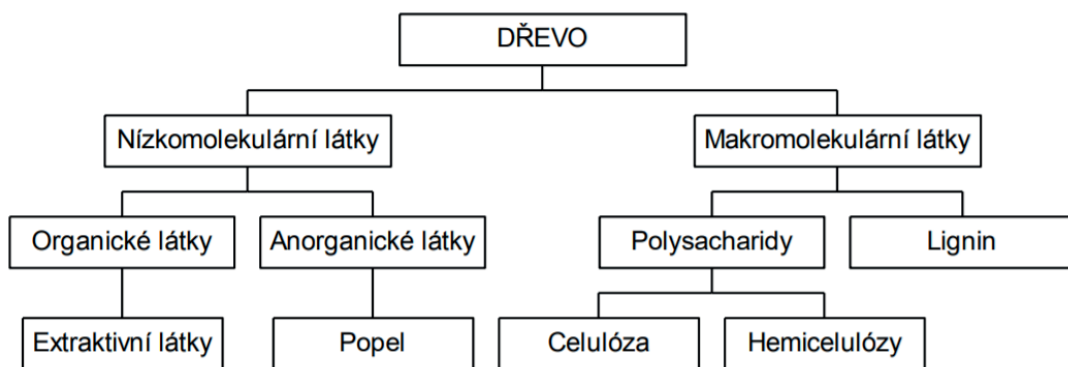 DŘEVO
Nízkomolekulární látky
Makromolekulární látky
Organické látky
Anorganické látky
Polysacharidy
Lignin
Extraktivní látky
Popel
Celulóza
Hemicelulózy